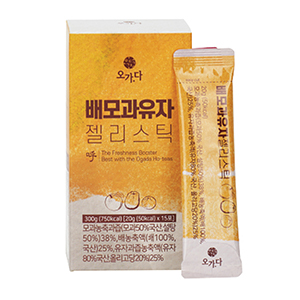 오가다
배모과유자
젤리스틱
The Freshness Booster
Best with the Ogada Ho series
300g (750kcal) [20g (50kcal) x 15포]
모과농축과즙(모과50%국산,설탕
50%)38%, 배농축액(배100%,
국산)25%, 유자과즙농축액(유자
80%국산,올리고당20%)25%
오가다
배모과유자젤리스틱
20g (50kcal)